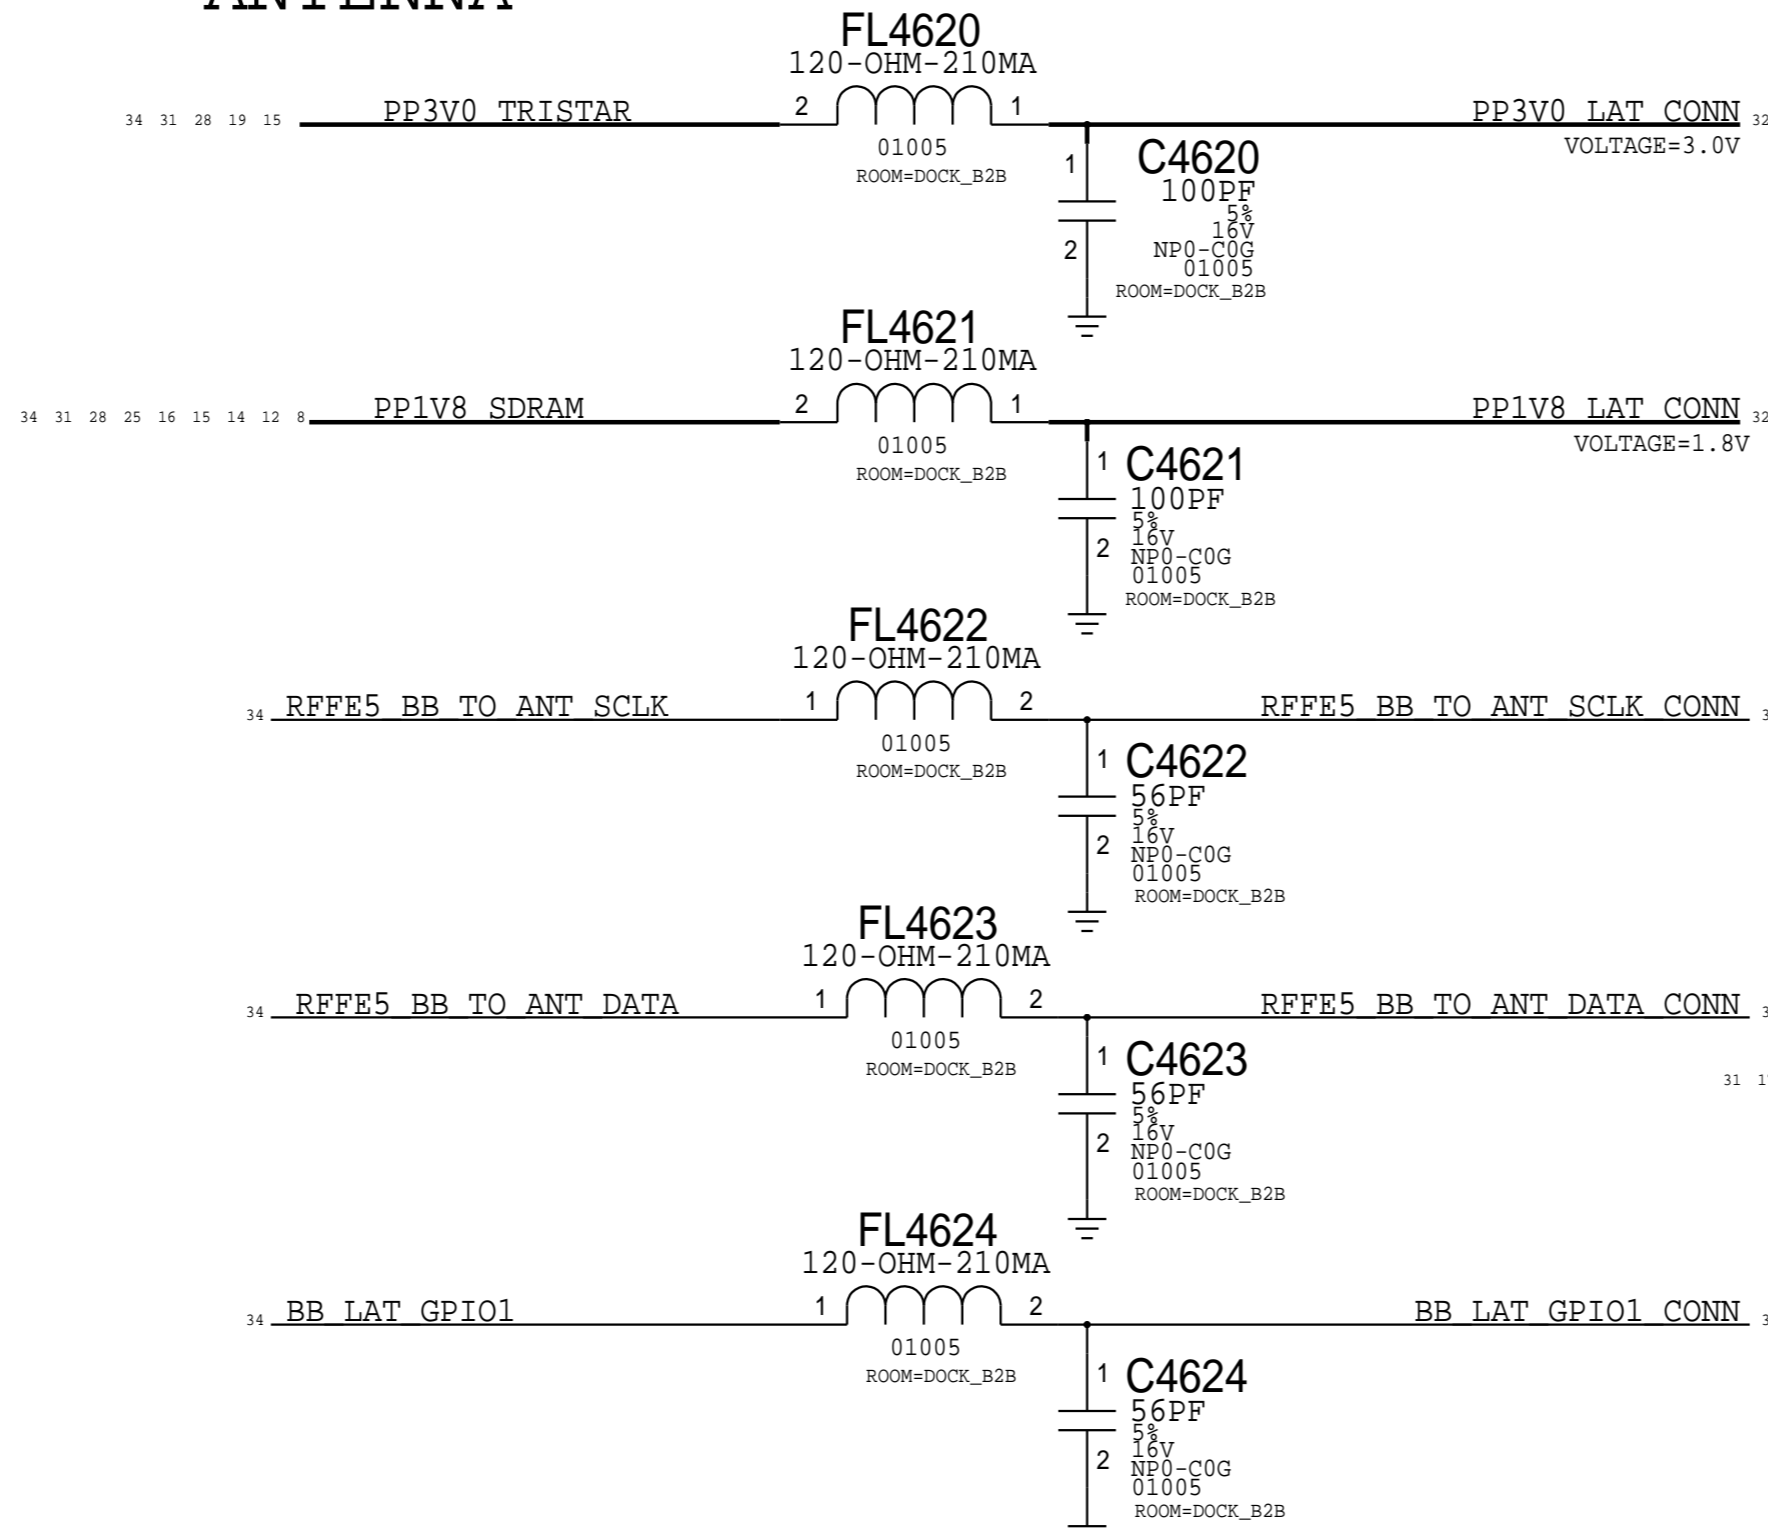 ANTENNA
FL4620
120-OHM-210MA
34 31 28 19 15 PP3V0_TRISTAR 2 1 PP3V0_LAT_CONN 32
VOLTAGE=3.0V
01005
ROOM=DOCK_B2B
1 C4620
100PF
5%
16V
2 NP0-C0G
01005
ROOM=DOCK_B2B
FL4621
120-OHM-210MA
34 31 28 25 16 15 14 12 8 PP1V8_SDRAM 2 1 PP1V8_LAT_CONN 32
VOLTAGE=1.8V
01005
ROOM=DOCK_B2B
1 C4621
100PF
5%
16V
2 NP0-C0G
01005
ROOM=DOCK_B2B
FL4622
120-OHM-210MA
34 RFFE5_BB_TO_ANT_SCLK 1 2 RFFE5_BB_TO_ANT_SCLK_CONN
01005
ROOM=DOCK_B2B
1 C4622
56PF
5%
16V
2 NP0-C0G
01005
ROOM=DOCK_B2B
FL4623
120-OHM-210MA
34 RFFE5_BB_TO_ANT_DATA 1 2 RFFE5_BB_TO_ANT_DATA_CONN
01005
ROOM=DOCK_B2B
1 C4623
56PF
5%
16V
2 NP0-C0G
01005
ROOM=DOCK_B2B
31
FL4624
120-OHM-210MA
34 BB_LAT_GPIO1 1 2 BB_LAT_GPIO1_CONN
01005
ROOM=DOCK_B2B
1 C4624
56PF
5%
16V
2 NP0-C0G
01005
ROOM=DOCK_B2B